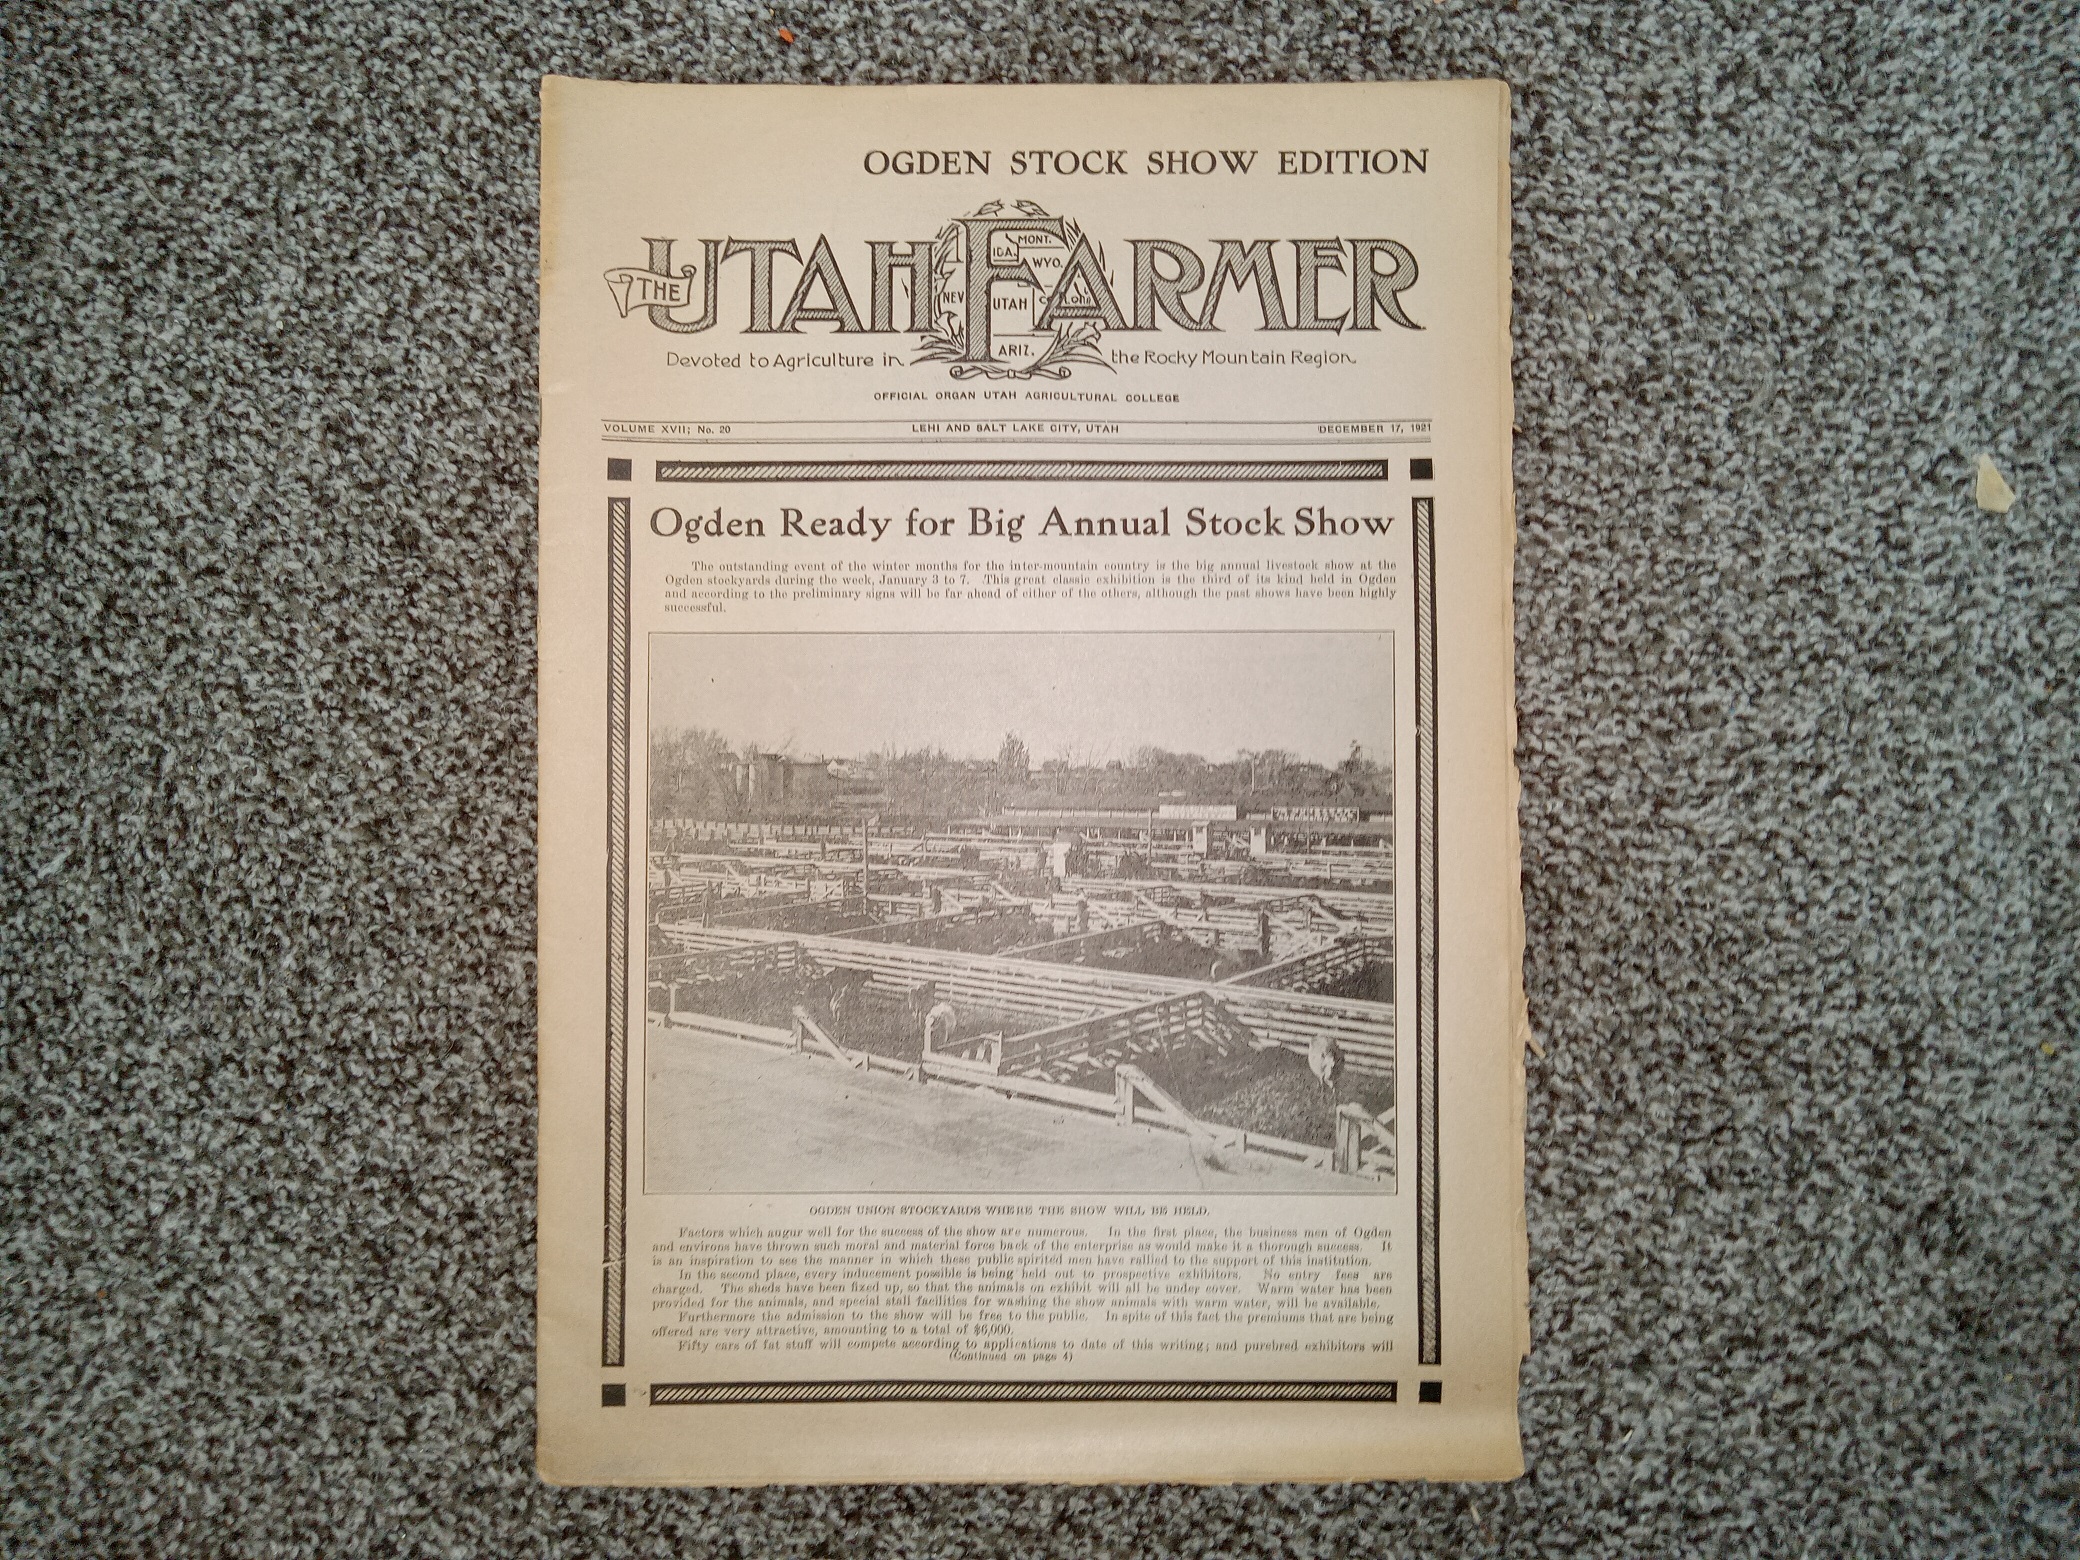 OGDEN STOCK SHOW EDITION
THE UTAH FARMER
IDA. MONT.
WYO.
NEV UTAH COLO.
ARIZ.
Devoted to Agriculture in the Rocky Mountain Region
OFFICIAL ORGAN UTAH AGRICULTURAL COLLEGE
VOLUME XVII; No. 20 LEHI AND SALT LAKE CITY, UTAH DECEMBER 17, 1921
Ogden Ready for Big Annual Stock Show
The outstanding event of the winter months for the inter-mountain country is the big annual livestock show at the
Ogden stockyards during the week, January 3 to 7. This great classic exhibition is the third of its kind held in Ogden
and according to the preliminary signs will be far ahead of either of the others, although the past shows have been highly
successful.
OGDEN UNION STOCKYARDS WHERE THE SHOW WILL BE HELD.
Factors which augur well for the success of the show are numerous. In the first place, the business men of Ogden
and environs have thrown such moral and material force back of the enterprise as would make it a thorough success. It
is an inspiration to see the manner in which these public spirited men have rallied to the support of this institution.
In the second place, every inducement possible is being held out to prospective exhibitors. No entry fees are
charged. The sheds have been fixed up, so that the animals on exhibit will all be under cover. Warm water has been
provided for the animals, and special stall facilities for washing the show animals with warm water, will be available.
Furthermore the admission to the show will be free to the public. In spite of this fact the premiums that are being
offered are very attractive, amounting to a total of $6,000.
Fifty cars of fat stuff will compete according to applications to date of this writing; and purebred exhibitors will
(Continued on page 4)